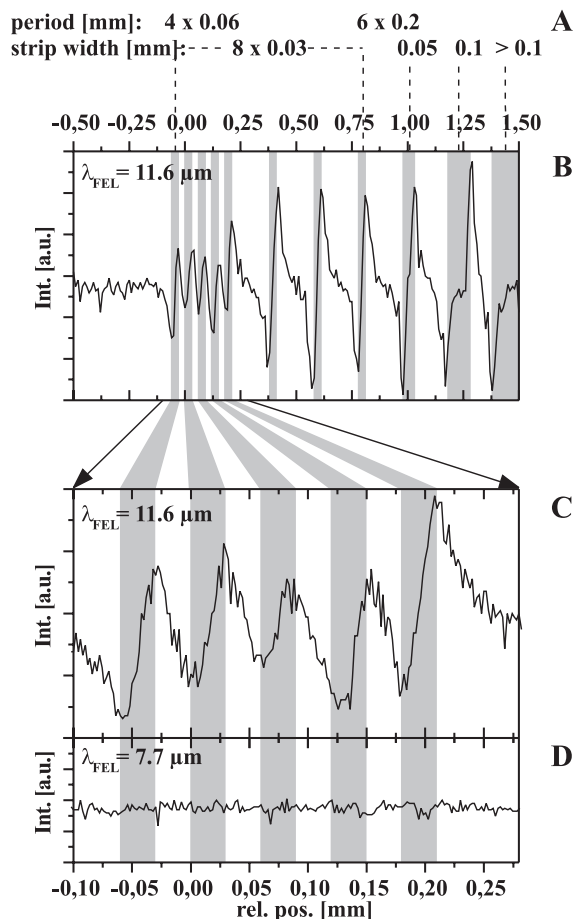 period [mm]: 4 x 0.06 6 x 0.2 A
strip width [mm]: 8 x 0.03 0.05 0.1 > 0.1
-0,50 -0,25 0,00 0,25 0,50 0,75 1,00 1,25 1,50
λFEL= 11.6 µm B
Int. [a.u.]
λFEL= 11.6 µm C
Int. [a.u.]
λFEL= 7.7 µm D
Int. [a.u.]
-0,10 -0,05 0,00 0,05 0,10 0,15 0,20 0,25
rel. pos. [mm]